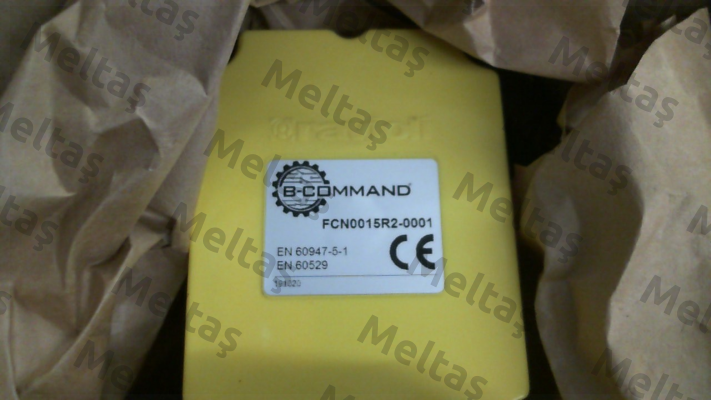 B-COMMAND
FCN0015R2-0001
EN 60947-5-1
EN 60529
CE
Meltaş